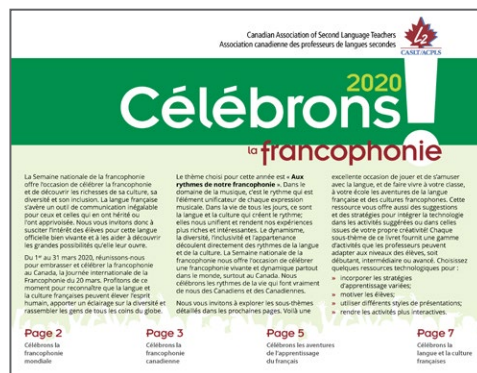 Canadian Association of Second Language Teachers
Association canadienne des professeurs de langues secondes
L2
CASLT/ACPLS
2020
Célébrons!
la francophonie
La Semaine nationale de la francophonie
offre l'occasion de célébrer la francophonie
et de découvrir les richesses de sa culture, sa
diversité et son inclusion. La langue française
s'avère un outil de communication inégalable
pour ceux et celles qui en ont hérité ou
l'ont apprivoisée. Nous vous invitons donc à
susciter l'intérêt des élèves pour cette langue
officielle bien vivante et à les aider à découvrir
les grandes possibilités qu'elle leur ouvre.
Du 1er au 31 mars 2020, réunissons-nous
pour embrasser et célébrer la francophonie
au Canada, la Journée internationale de la
Francophonie du 20 mars. Profitons de ce
moment pour reconnaître que la langue et
la culture françaises peuvent élever l'esprit
humain, apporter un éclairage sur la diversité et
rassembler les gens de tous les coins du globe.
Le thème choisi pour cette année est « Aux
rythmes de notre francophonie ». Dans le
domaine de la musique, c'est le rythme qui est
l'élément unificateur de chaque expression
musicale. Dans la vie de tous les jours, ce sont
la langue et la culture qui créent le rythme;
elles nous unifient et rendent nos expériences
plus riches et intéressantes. Le dynamisme,
la diversité, l'inclusivité et l'appartenance
découlent directement des rythmes de la langue
et de la culture. La Semaine nationale de la
francophonie nous offre l'occasion de célébrer
une francophonie vivante et dynamique partout
dans le monde, surtout au Canada. Nous
célébrons les rythmes de la vie qui font vivement
de nous des Canadiens et des Canadiennes.
Nous vous invitons à explorer les sous-thèmes
détaillés dans les prochaines pages. Voilà une
excellente occasion de jouer et de s'amuser
avec la langue, et de faire vivre à votre classe,
à votre école les aventures de la langue
française et des cultures francophones. Cette
ressource vous offre aussi des suggestions
et des stratégies pour intégrer la technologie
dans les activités suggérées ou dans celles
issues de votre propre créativité! Chaque
sous-thème de ce livret fournit une gamme
d'activités que les professeurs peuvent
adapter aux niveaux des élèves, soit
débutant, intermédiaire ou avancé. Choisissez
quelques ressources technologiques pour :
» incorporer les stratégies
d'apprentissage variées;
» motiver les élèves;
» utiliser différents styles de présentations;
» rendre les activités plus interactives.
Page 2
Célébrons la
francophonie
mondiale
Page 3
Célébrons la
francophonie
canadienne
Page 5
Célébrons les aventures
de l'apprentissage
du français
Page 7
Célébrons
la langue et la culture
françaises